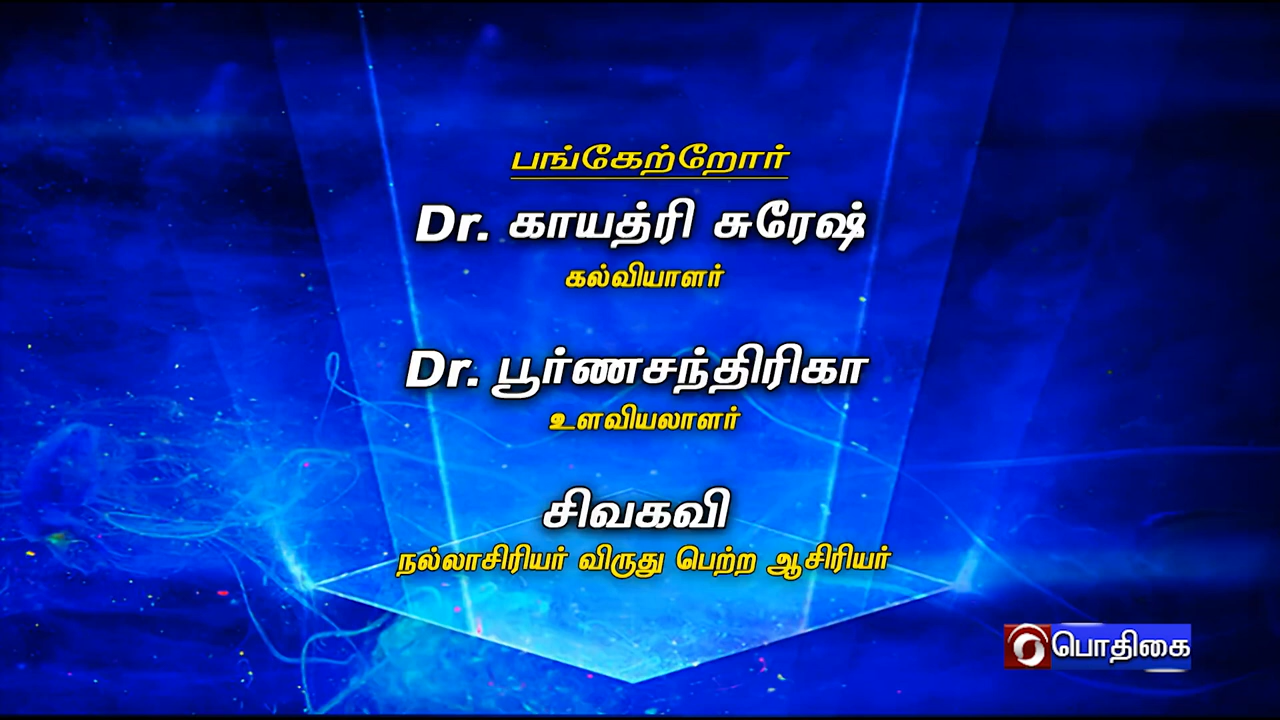 பங்கேற்றோர்
Dr. காயத்ரி சுரேஷ்
கல்வியாளர்
Dr. பூர்ணசந்திரிகா
உளவியலாளர்
சிவகவி
நல்லாசிரியர் விருது பெற்ற ஆசிரியர்
பொதிகை